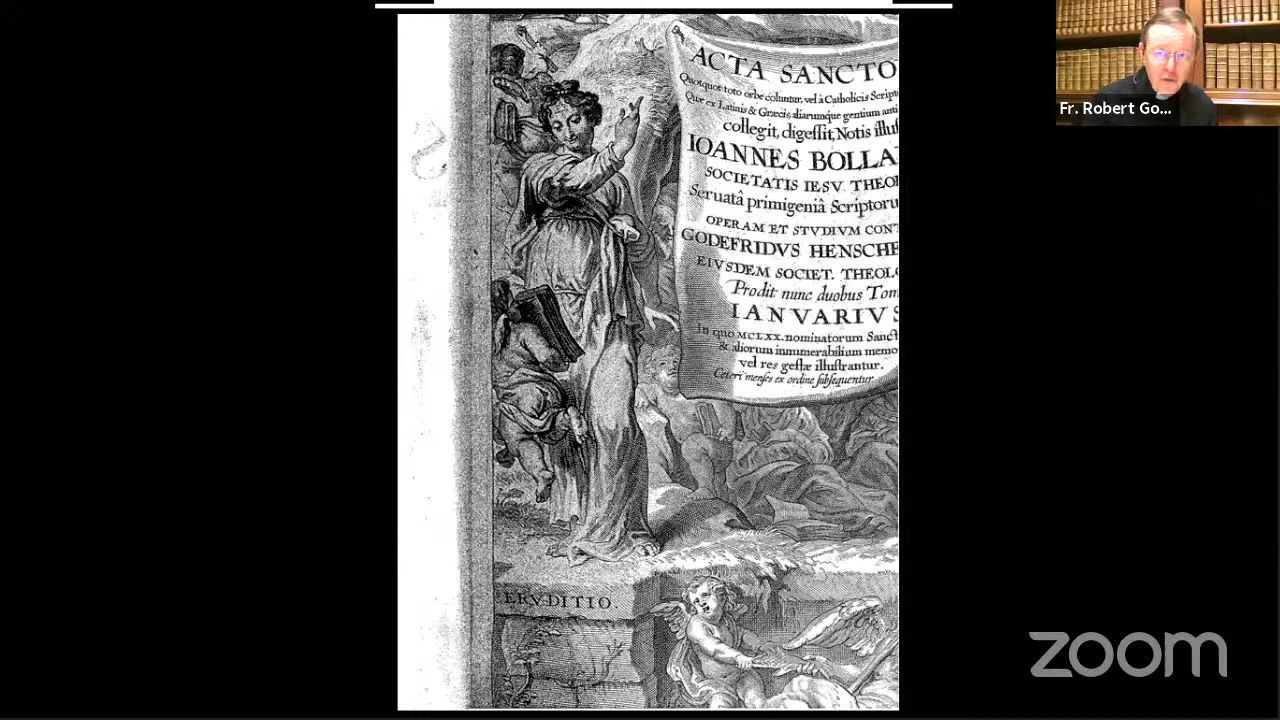 ACTA SANCTO
Quotquot toto orbe coluntur, vel à Catholicis Script
Quæ ex Latinis & Græcis, aliarumque gentium anti
collegit, digessit, Notis illus
IOANNES BOLLA
SOCIETATIS IESV THEOL
Seruatâ primigeniâ Scriptoru
OPERAM ET STVDIVM CONT
GODEFRIDVS HENSCHE
EIVSDEM SOCIET. THEOLO
Prodit nunc duobus Tom
IANVARIVS
In quo MCLXX. nominatorum Sanct
& aliorum innumerabilium memo
vel res gestæ illustrantur.
Ceteri menses ex ordine subsequentur
ERVDITIO
Fr. Robert Go...
zoom